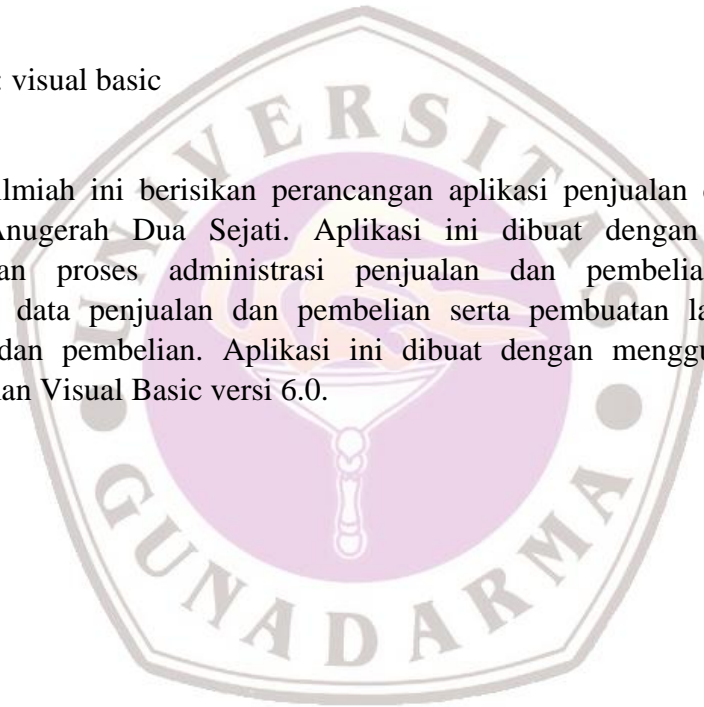 : visual basic
UNIVERSITAS
ilmiah ini berisikan perancangan aplikasi penjualan
Anugerah Dua Sejati. Aplikasi ini dibuat dengan
an proses administrasi penjualan dan pembelia
data penjualan dan pembelian serta pembuatan la
dan pembelian. Aplikasi ini dibuat dengan menggu
an Visual Basic versi 6.0.
GUNADARMA